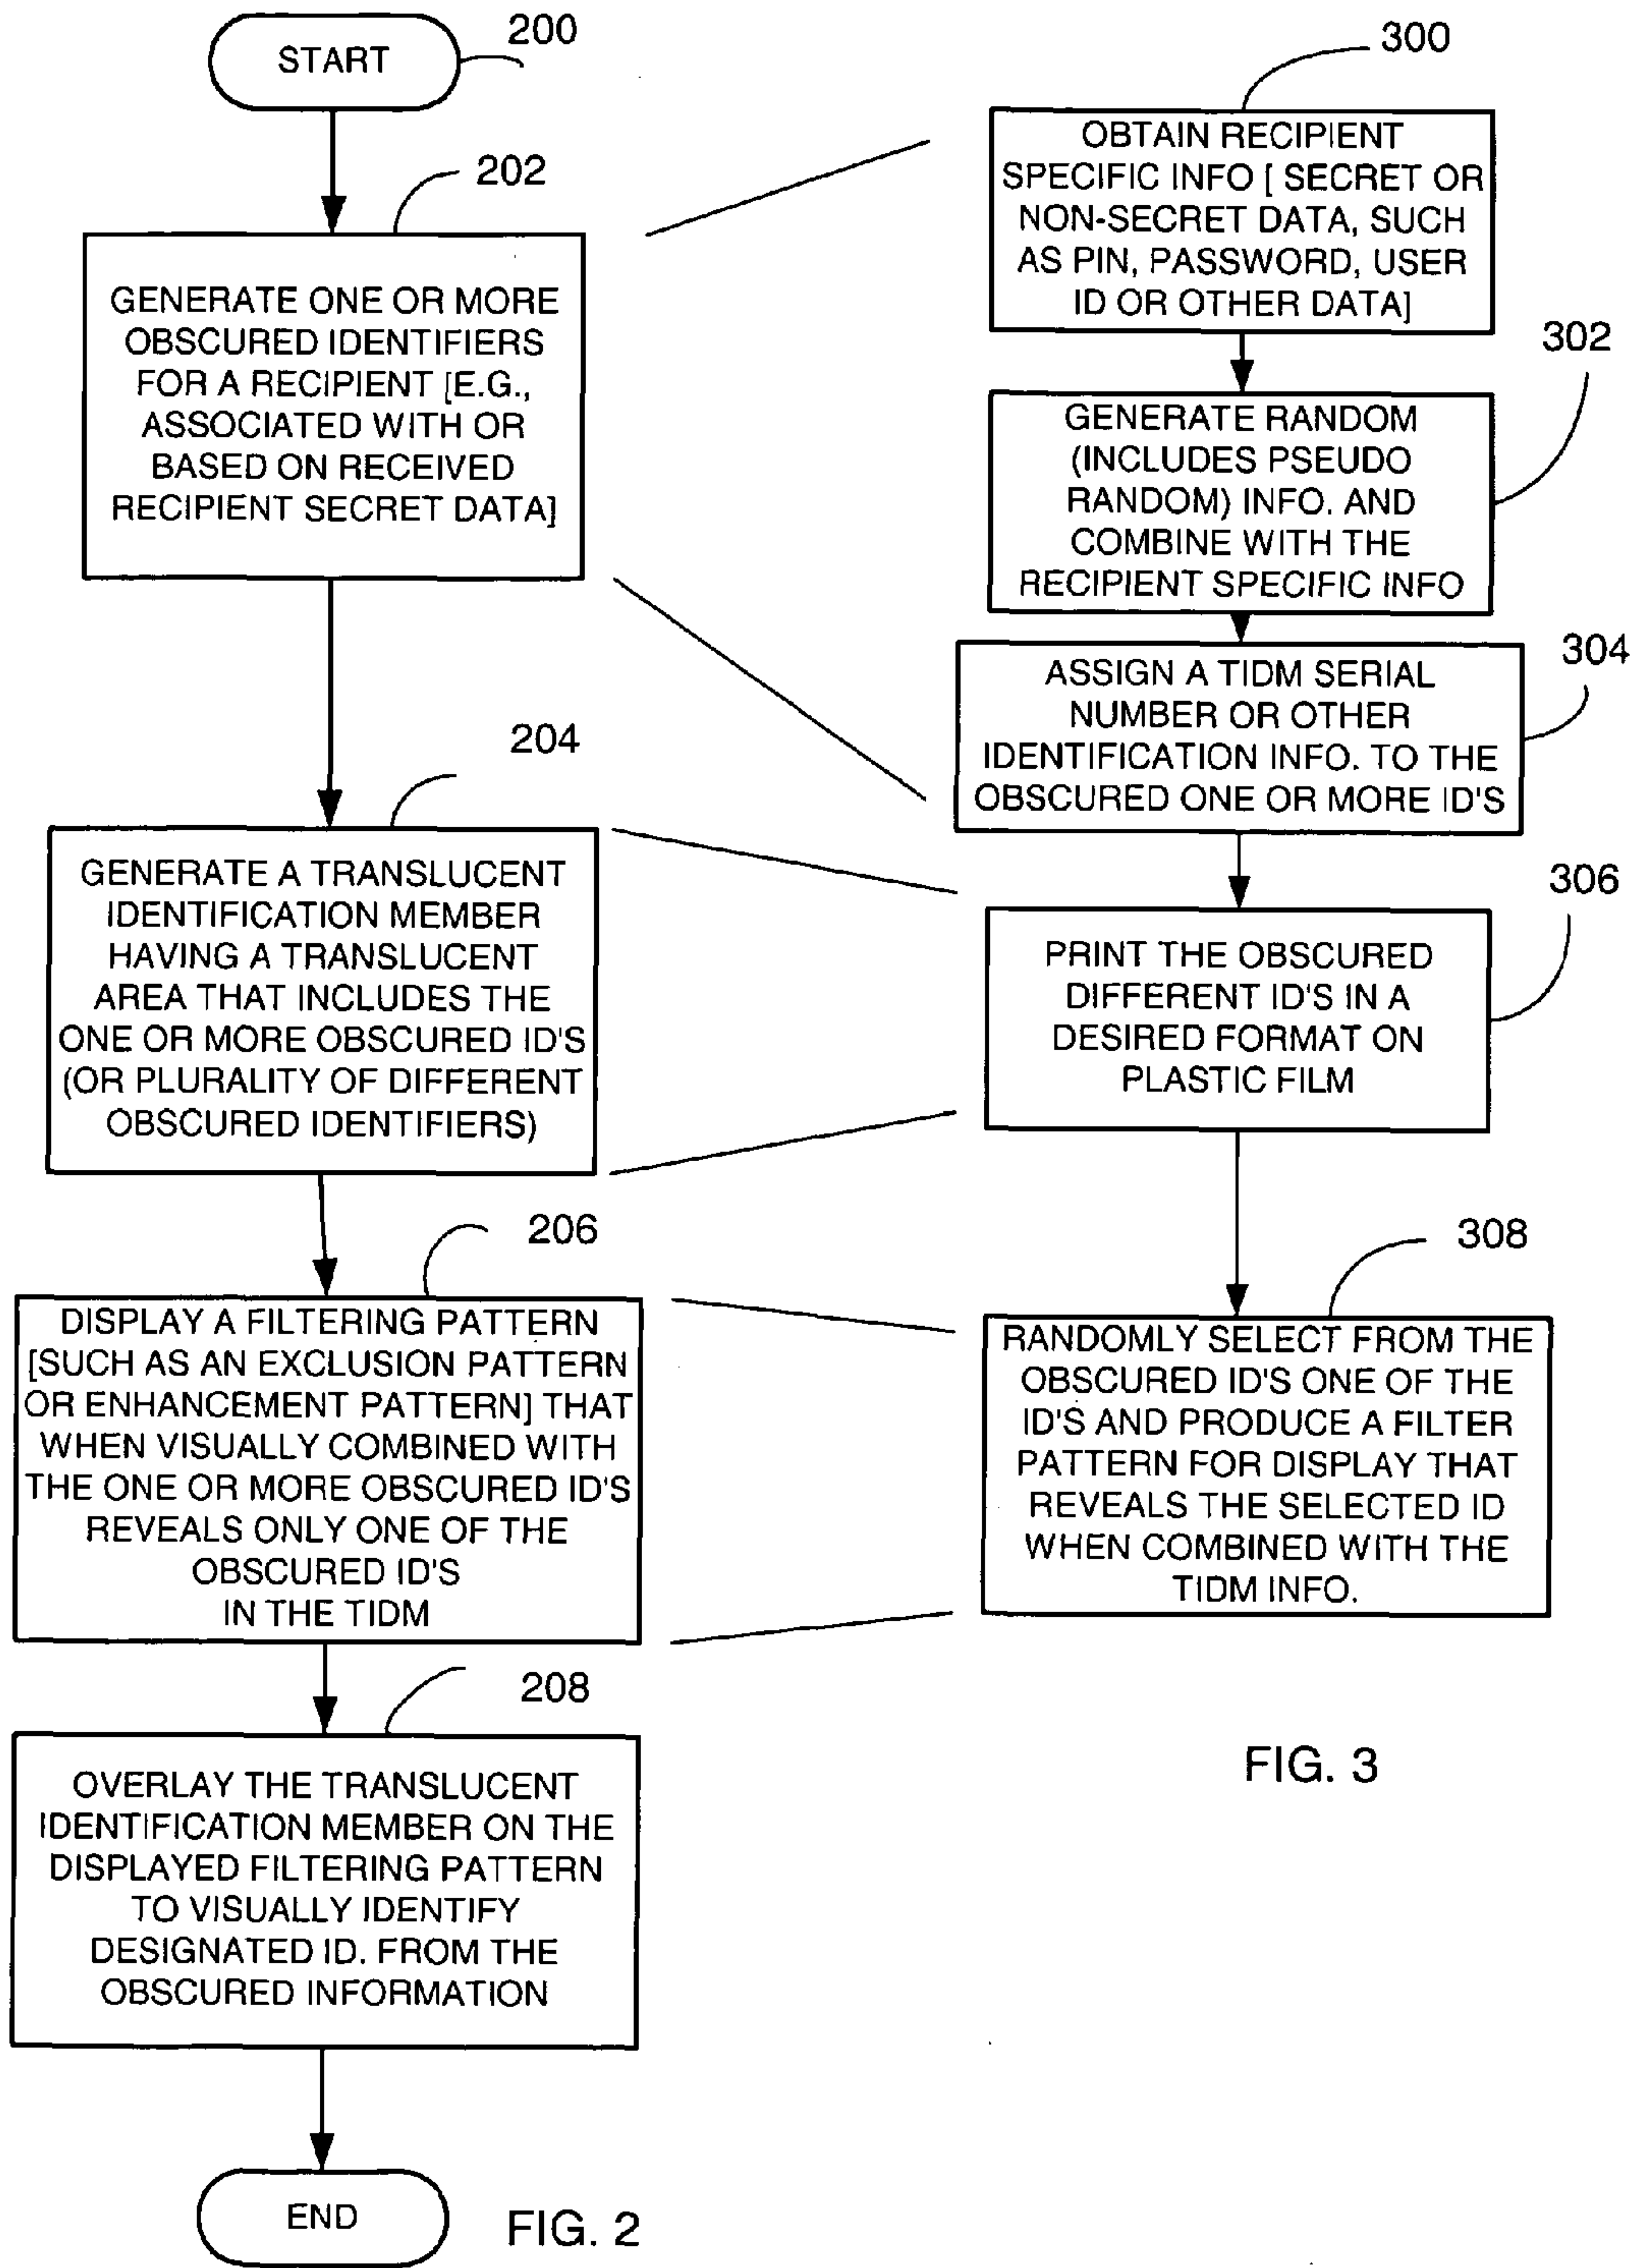 START
200
202
GENERATE ONE OR MORE
OBSCURED IDENTIFIERS
FOR A RECIPIENT [E.G.,
ASSOCIATED WITH OR
BASED ON RECEIVED
RECIPIENT SECRET DATA]
204
GENERATE A TRANSLUCENT
IDENTIFICATION MEMBER
HAVING A TRANSLUCENT
AREA THAT INCLUDES THE
ONE OR MORE OBSCURED ID'S
(OR PLURALITY OF DIFFERENT
OBSCURED IDENTIFIERS)
206
DISPLAY A FILTERING PATTERN
[SUCH AS AN EXCLUSION PATTERN
OR ENHANCEMENT PATTERN] THAT
WHEN VISUALLY COMBINED WITH
THE ONE OR MORE OBSCURED ID'S
REVEALS ONLY ONE OF THE
OBSCURED ID'S
IN THE TIDM
208
OVERLAY THE TRANSLUCENT
IDENTIFICATION MEMBER ON THE
DISPLAYED FILTERING PATTERN
TO VISUALLY IDENTIFY
DESIGNATED ID. FROM THE
OBSCURED INFORMATION
END
FIG. 2
300
OBTAIN RECIPIENT
SPECIFIC INFO [ SECRET OR
NON-SECRET DATA, SUCH
AS PIN, PASSWORD, USER
ID OR OTHER DATA]
302
GENERATE RANDOM
(INCLUDES PSEUDO
RANDOM) INFO. AND
COMBINE WITH THE
RECIPIENT SPECIFIC INFO
304
ASSIGN A TIDM SERIAL
NUMBER OR OTHER
IDENTIFICATION INFO. TO THE
OBSCURED ONE OR MORE ID'S
306
PRINT THE OBSCURED
DIFFERENT ID'S IN A
DESIRED FORMAT ON
PLASTIC FILM
308
RANDOMLY SELECT FROM THE
OBSCURED ID'S ONE OF THE
ID'S AND PRODUCE A FILTER
PATTERN FOR DISPLAY THAT
REVEALS THE SELECTED ID
WHEN COMBINED WITH THE
TIDM INFO.
FIG. 3